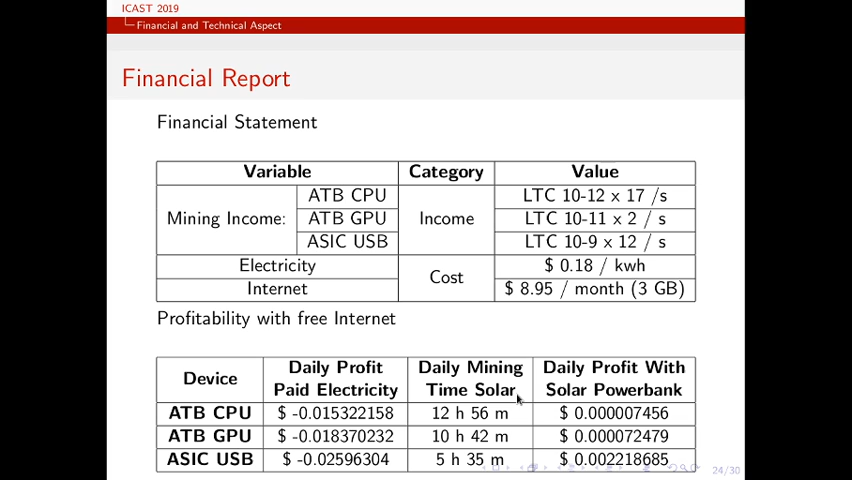 ICAST 2019
Financial and Technical Aspect
Financial Report
Financial Statement
Variable Category Value
Mining Income: ATB CPU Income LTC 10-12 x 17 /s
ATB GPU LTC 10-11 x 2 / s
ASIC USB LTC 10-9 x 12 / s
Electricity Cost $ 0.18 / kwh
Internet $ 8.95 / month (3 GB)
Profitability with free Internet
Device Daily Profit Paid Electricity Daily Mining Time Solar Daily Profit With Solar Powerbank
ATB CPU $ -0.015322158 12 h 56 m $ 0.000007456
ATB GPU $ -0.018370232 10 h 42 m $ 0.000072479
ASIC USB $ -0.02596304 5 h 35 m $ 0.002218685
24/30